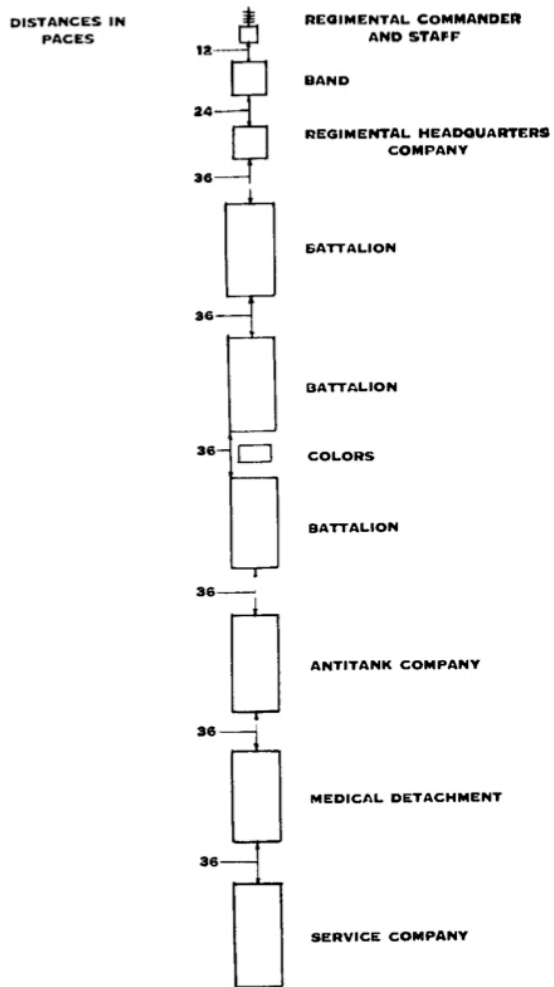 DISTANCES IN
PACES
REGIMENTAL COMMANDER
AND STAFF
12
BAND
24
REGIMENTAL HEADQUARTERS
COMPANY
36
BATTALION
36
BATTALION
36
COLORS
BATTALION
36
ANTITANK COMPANY
36
MEDICAL DETACHMENT
36
SERVICE COMPANY